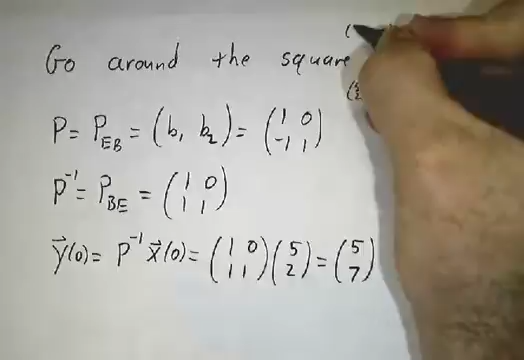 Go around the square
P = P_EB = (b₁ b₂) = (1 0; -1 1)
P⁻¹ = P_BE = (1 0; 1 1)
y⃗(0) = P⁻¹ x⃗(0) = (1 0; 1 1)(5; 2) = (5; 7)